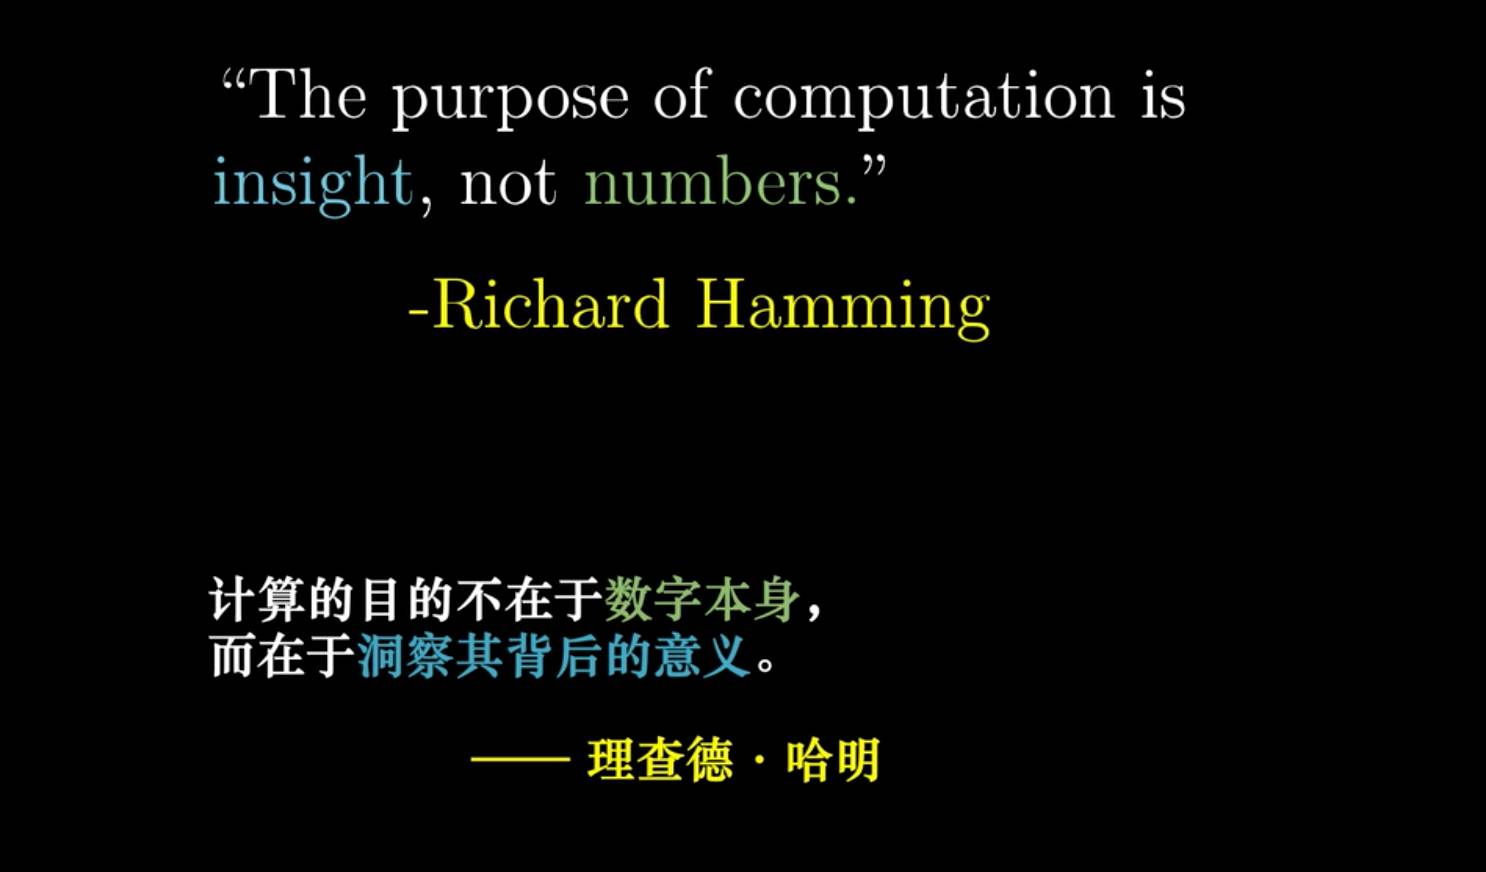 “The purpose of computation is
insight, not numbers.”
-Richard Hamming
计算的目的不在于数字本身，
而在于洞察其背后的意义。
—— 理查德 · 哈明